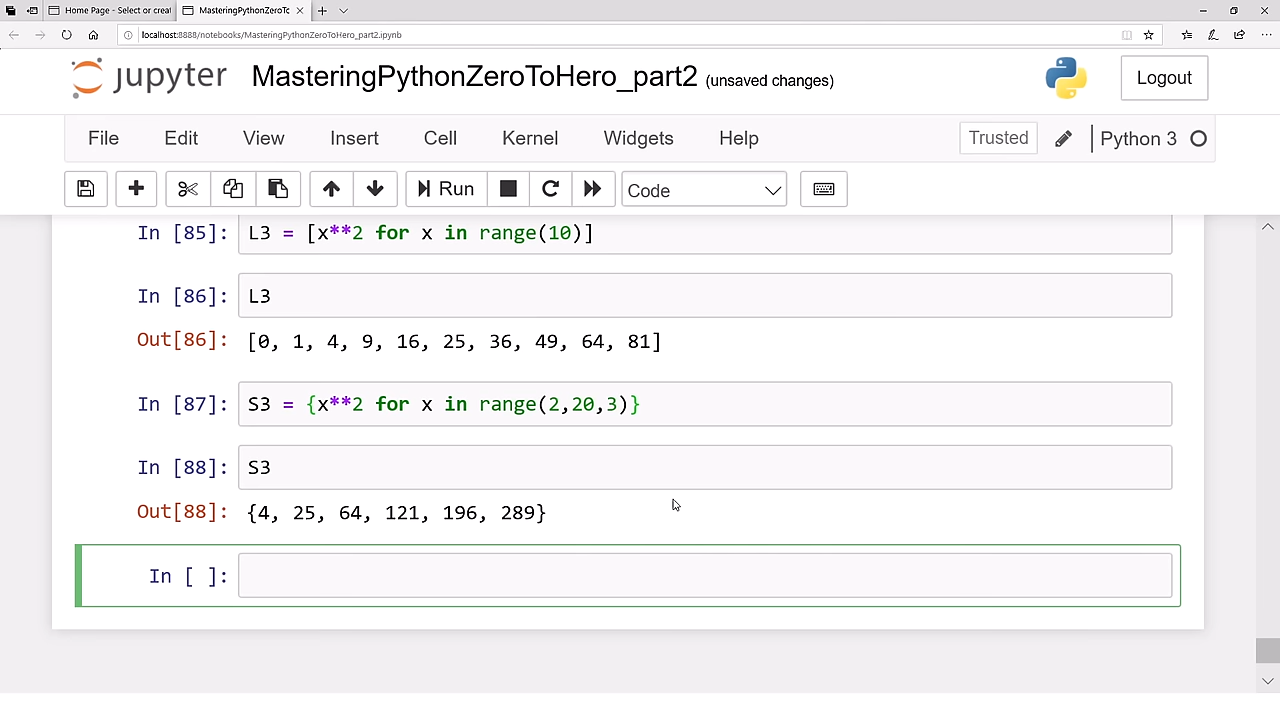 Home Page - Select or creat
MasteringPythonZeroTo
localhost:8888/notebooks/MasteringPythonZeroToHero_part2.ipynb
jupyter MasteringPythonZeroToHero_part2 (unsaved changes)
Logout
File Edit View Insert Cell Kernel Widgets Help
Trusted
Python 3
Run
Code
In [85]: L3 = [x**2 for x in range(10)]
In [86]: L3
Out[86]: [0, 1, 4, 9, 16, 25, 36, 49, 64, 81]
In [87]: S3 = {x**2 for x in range(2,20,3)}
In [88]: S3
Out[88]: {4, 25, 64, 121, 196, 289}
In [ ]: